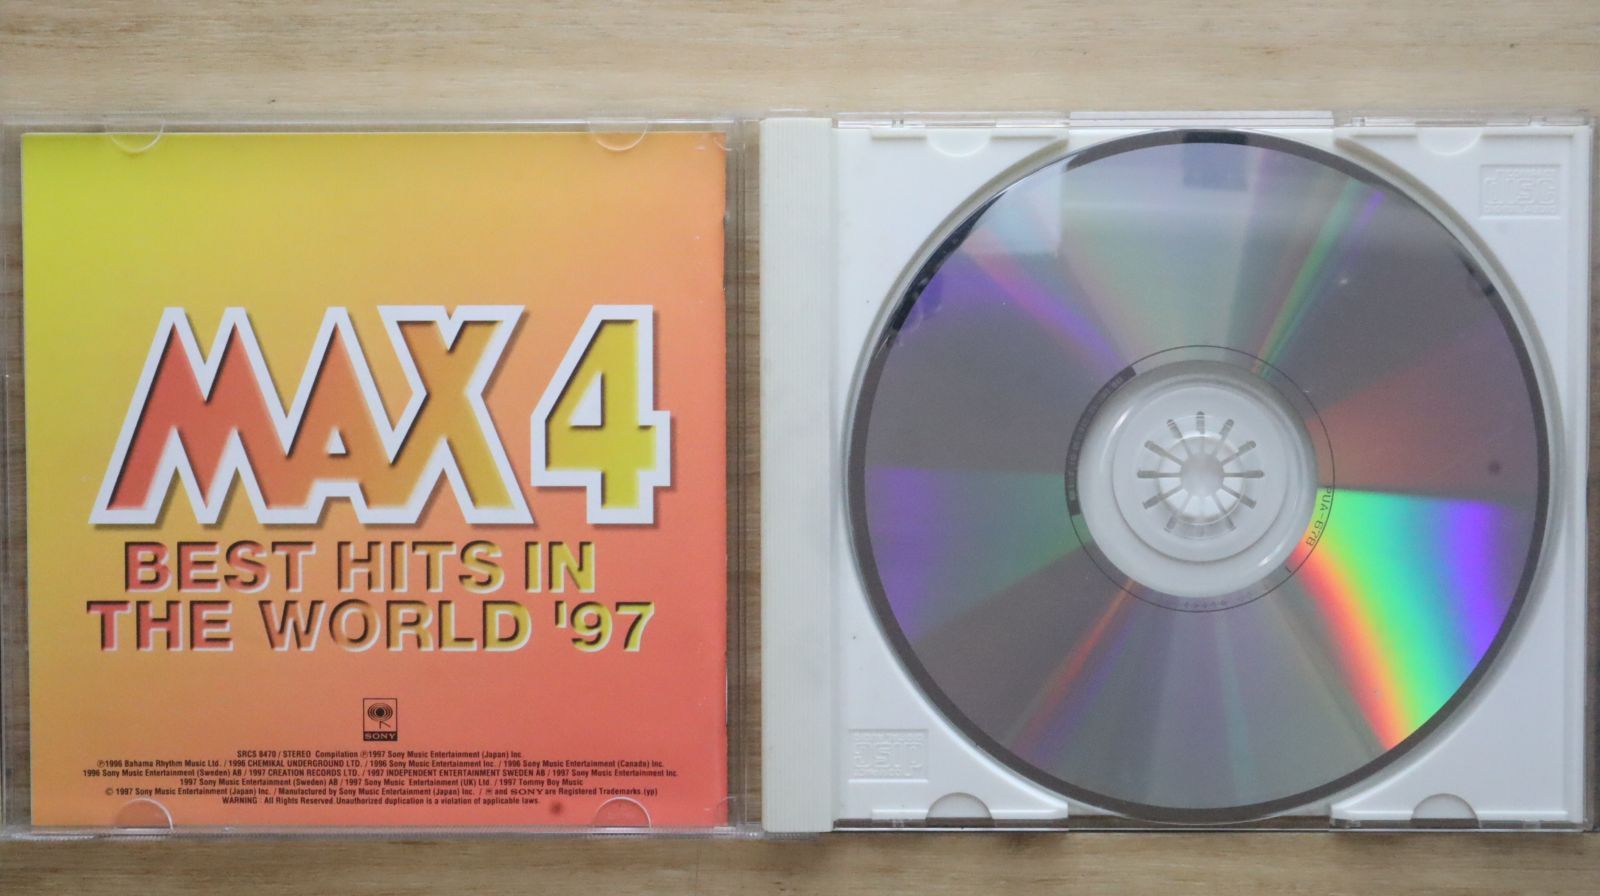 MAX 4
BEST HITS IN
THE WORLD '97
SONY
SRCS 8470 / STEREO Compilation ℗1997 Sony Music Entertainment (Japan) Inc.
℗1996 Bahama Rhythm Music Ltd. / 1996 CHEMIKAL UNDERGROUND LTD. / 1996 Sony Music Entertainment Inc. / 1996 Sony Music Entertainment (Canada) Inc.
1996 Sony Music Entertainment (Sweden) AB / 1997 CREATION RECORDS LTD. / 1997 INDEPENDENT ENTERTAINMENT SWEDEN AB / 1997 Sony Music Entertainment Inc.
1997 Sony Music Entertainment (Sweden) AB / 1997 Sony Music Entertainment (UK) Ltd. / 1997 Tommy Boy Music
© 1997 Sony Music Entertainment (Japan) Inc. / Manufactured by Sony Music Entertainment (Japan) Inc. / and SONY are Registered Trademarks. (yp)
WARNING : All Rights Reserved. Unauthorized duplication is a violation of applicable laws.
COMPACT
disc
PUA-67B